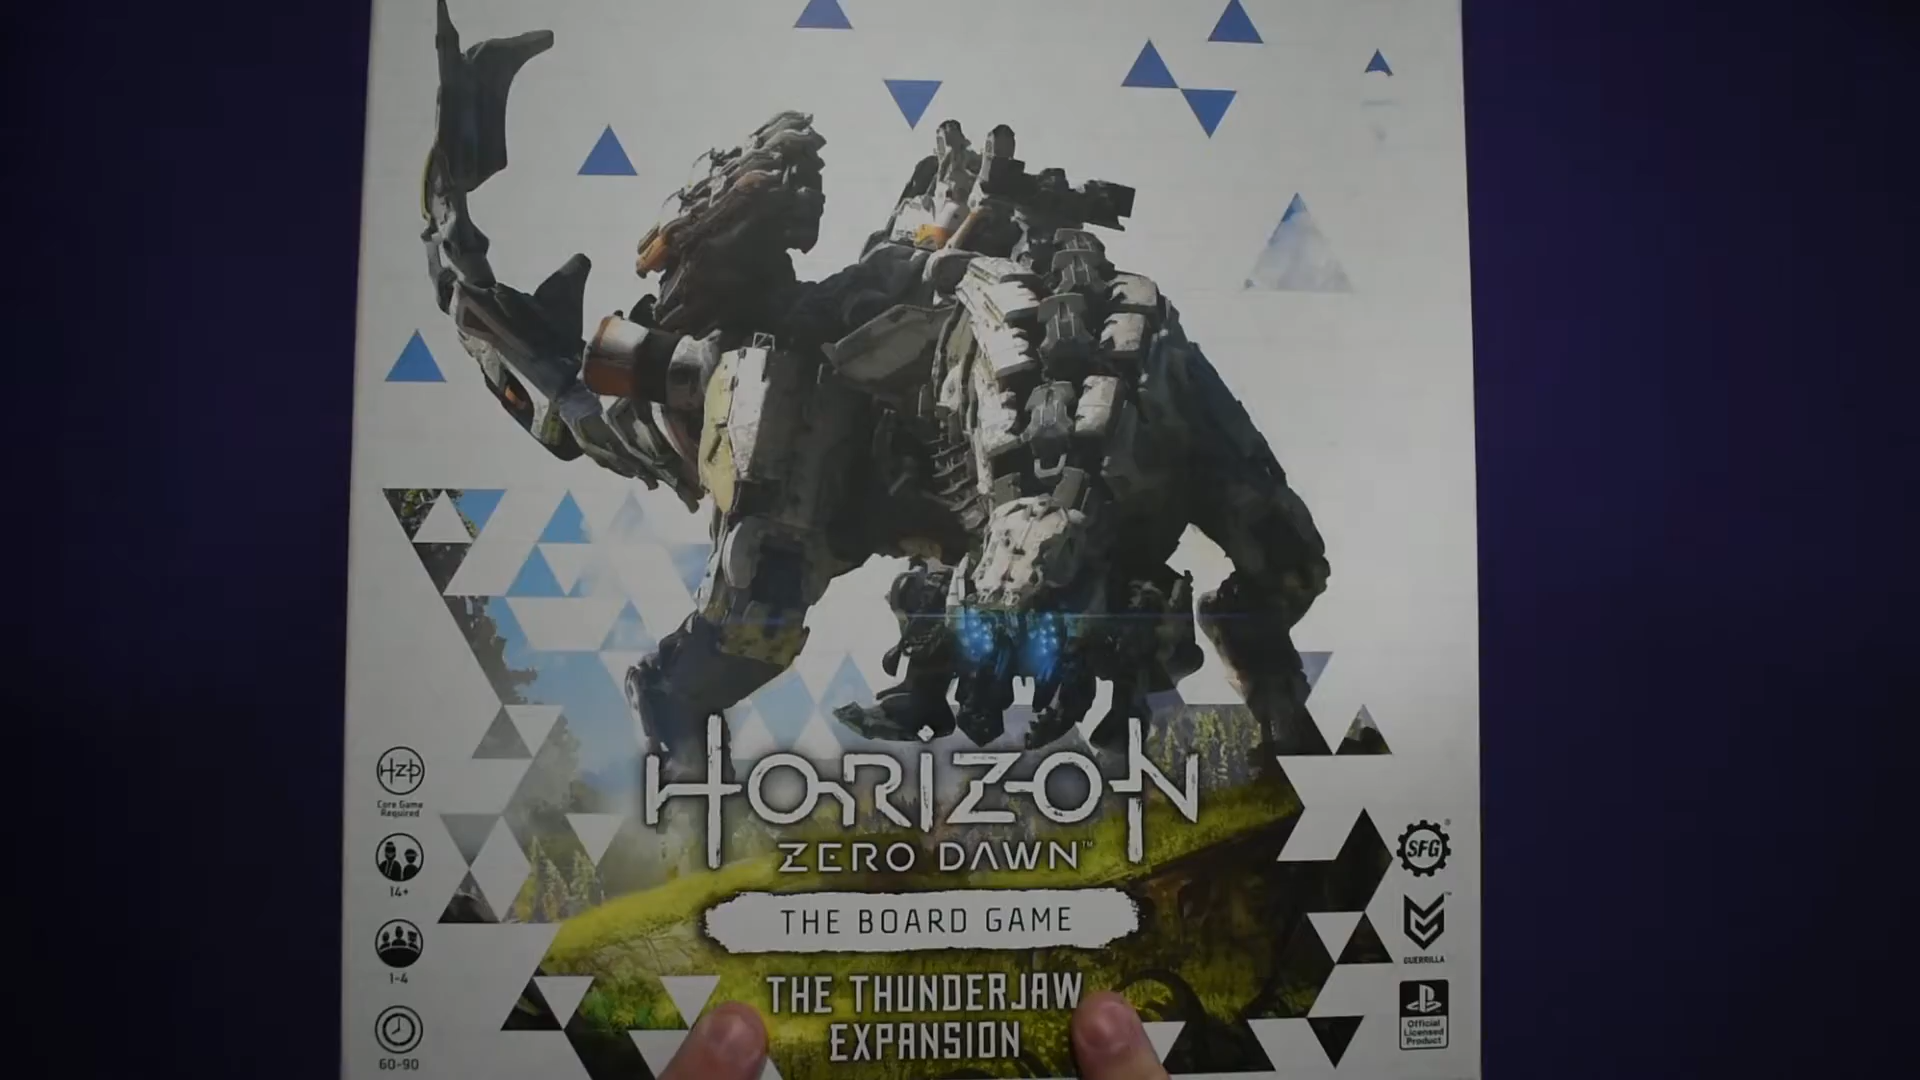 HORIZON
ZERO DAWN™
THE BOARD GAME
THE THUNDERJAW
EXPANSION
HZD
Core Game
Required
14+
1-4
60-90
SFG®
GUERRILLA
Official
Licensed
Product